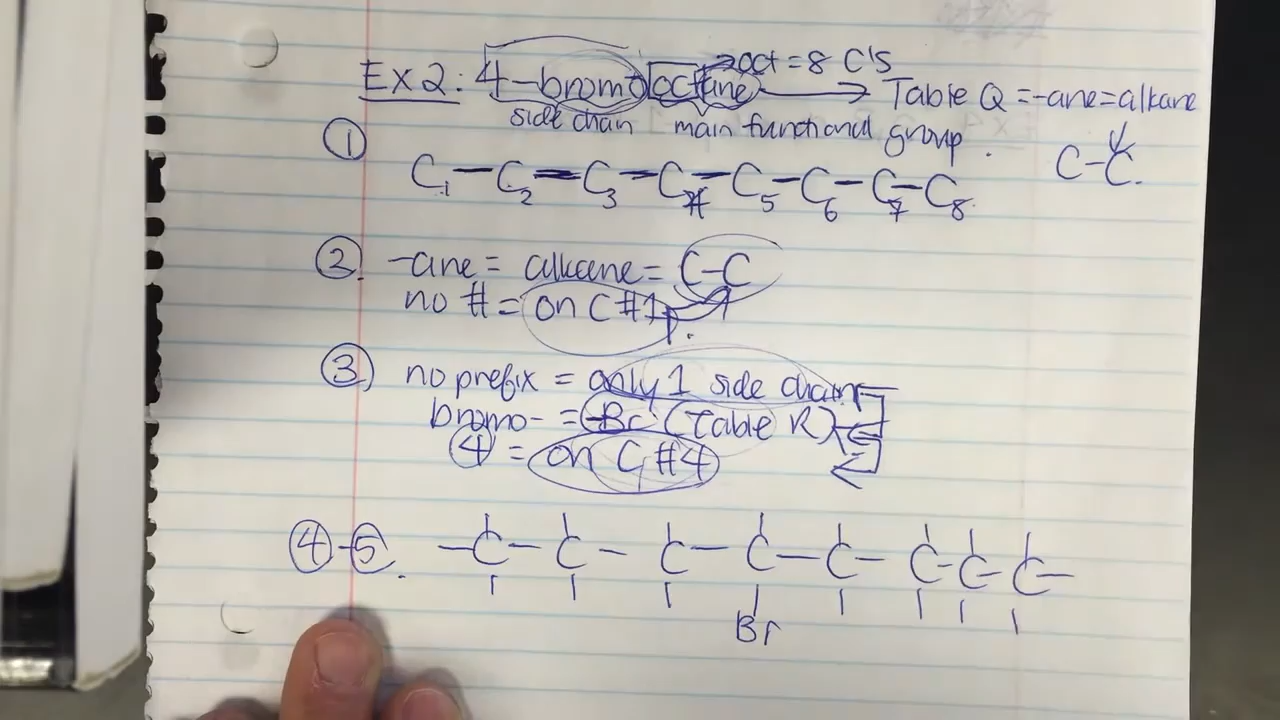 → oct = 8 C's
Ex 2: 4-bromooctane → Table Q = -ane = alkane
side chain main functional group.
① C1-C2=C3-C4-C5-C6-C7-C8 C-C
② -ane = alkane = C-C
no # = on C #1
③ no prefix = only 1 side chain
bromo- = -Br (Table R)
④ = on C #4
④-⑤. -C-C-C-C-C-C-C-C-
Br